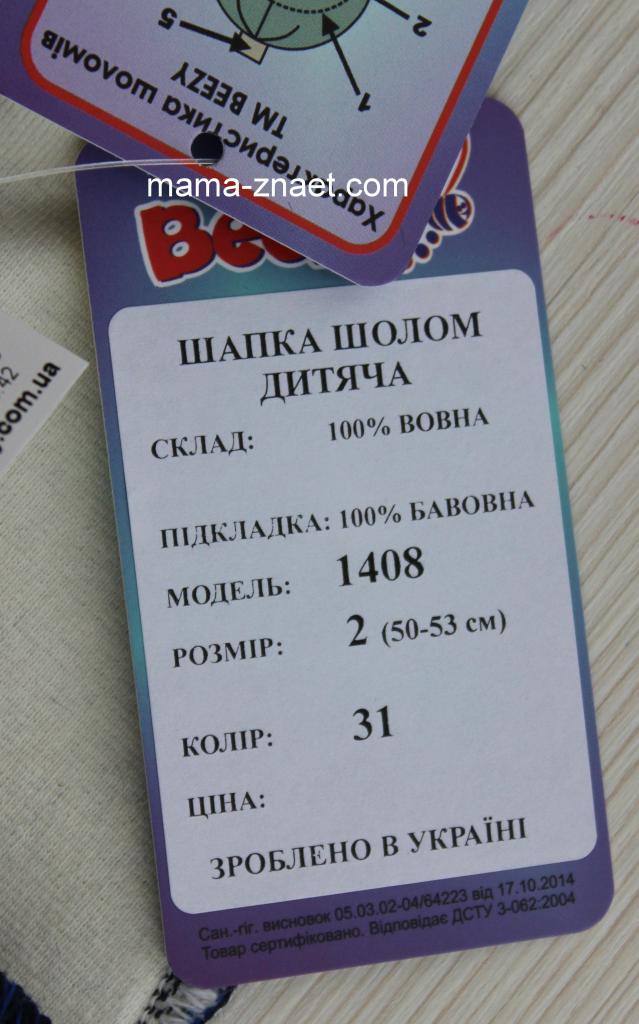 5
2
1
Характеристика шоломів
ТМ BEEZY
mama-znaet.com
42
.com.ua
ШАПКА ШОЛОМ
ДИТЯЧА
СКЛАД: 100% ВОВНА
ПІДКЛАДКА: 100% БАВОВНА
МОДЕЛЬ: 1408
РОЗМІР: 2 (50-53 см)
КОЛІР: 31
ЦІНА:
ЗРОБЛЕНО В УКРАЇНІ
Сан.-гіг. висновок 05.03.02-04/64223 від 17.10.2014
Товар сертифіковано. Відповідає ДСТУ 3-062:2004